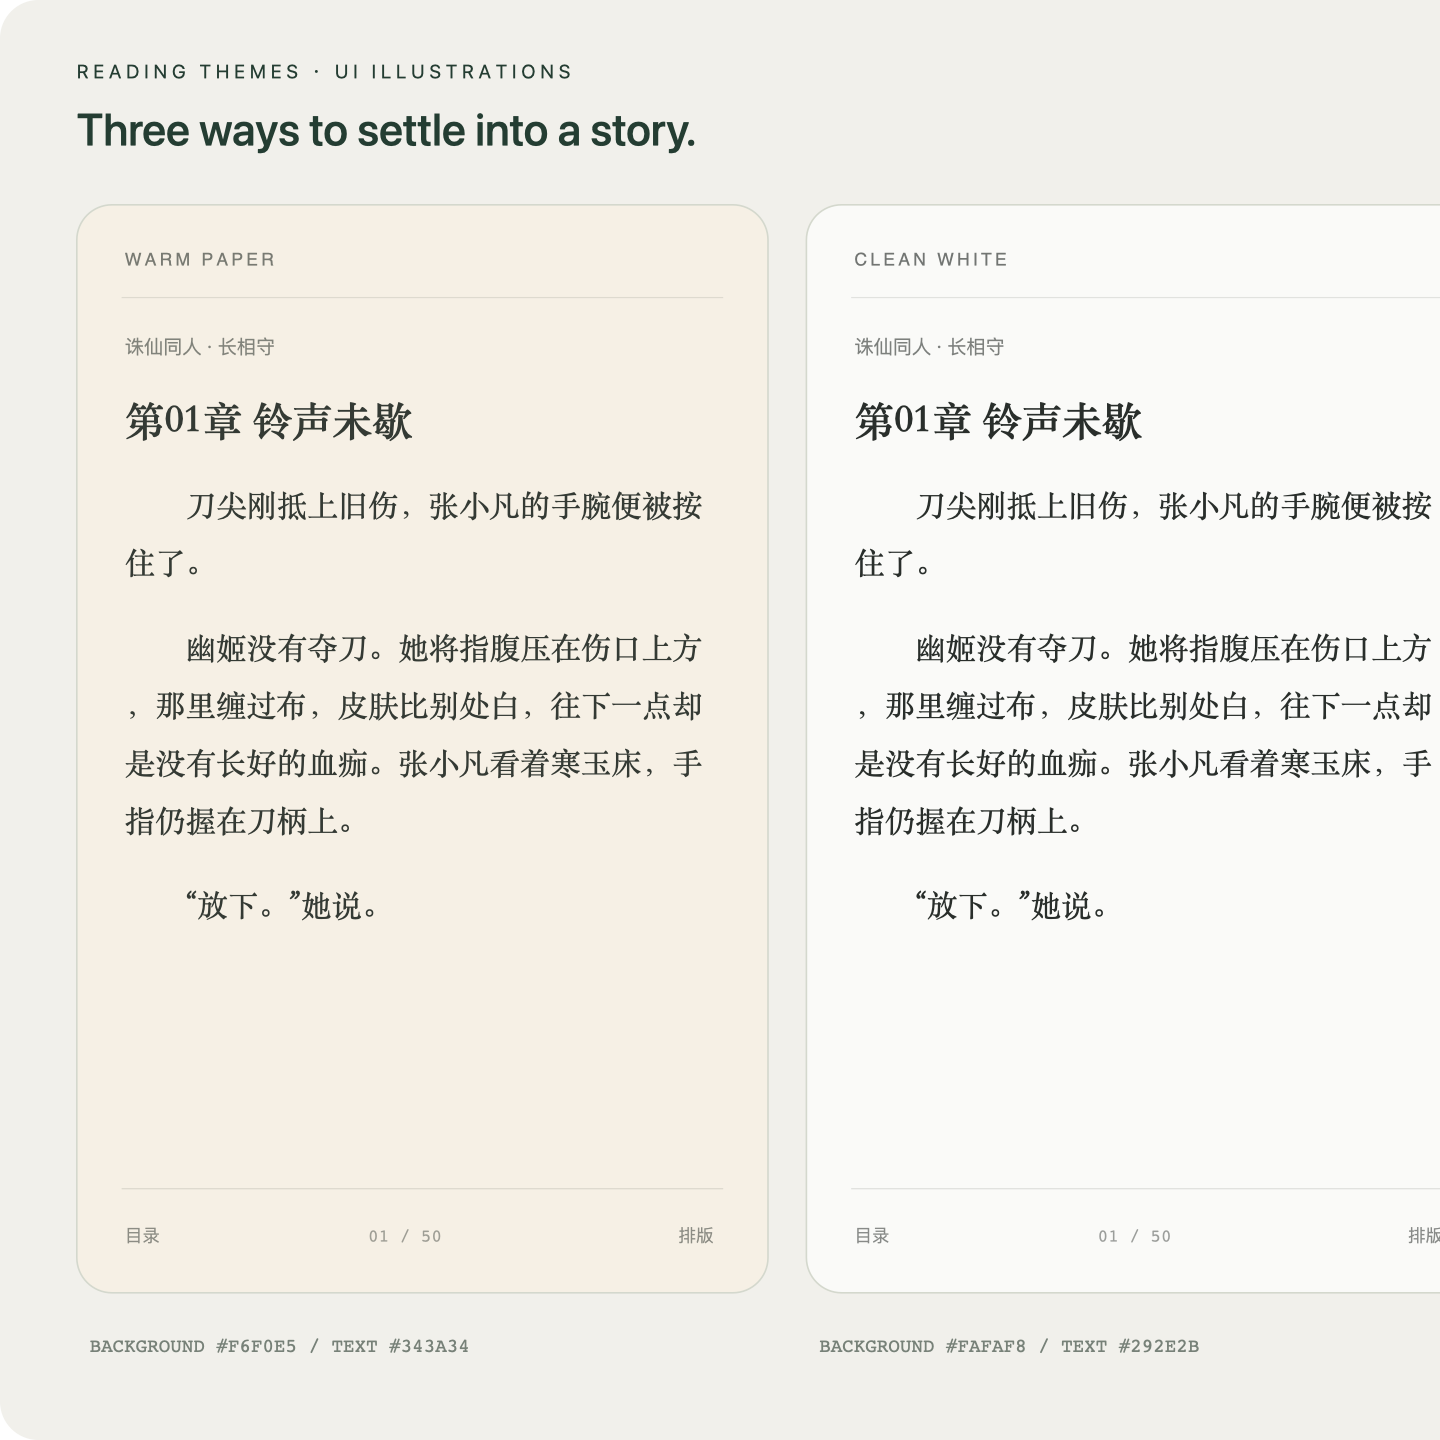 READING THEMES · UI ILLUSTRATIONS
Three ways to settle into a story.
WARM PAPER
诛仙同人 · 长相守
第01章 铃声未歇
刀尖刚抵上旧伤，张小凡的手腕便被按
住了。
幽姬没有夺刀。她将指腹压在伤口上方
，那里缠过布，皮肤比别处白，往下一点却
是没有长好的血痂。张小凡看着寒玉床，手
指仍握在刀柄上。
“放下。”她说。
目录
01 / 50
排版
BACKGROUND #F6F0E5 / TEXT #343A34
CLEAN WHITE
诛仙同人 · 长相守
第01章 铃声未歇
刀尖刚抵上旧伤，张小凡的手腕便被按
住了。
幽姬没有夺刀。她将指腹压在伤口上方
，那里缠过布，皮肤比别处白，往下一点却
是没有长好的血痂。张小凡看着寒玉床，手
指仍握在刀柄上。
“放下。”她说。
目录
01 / 50
排版
BACKGROUND #FAFAF8 / TEXT #292E2B